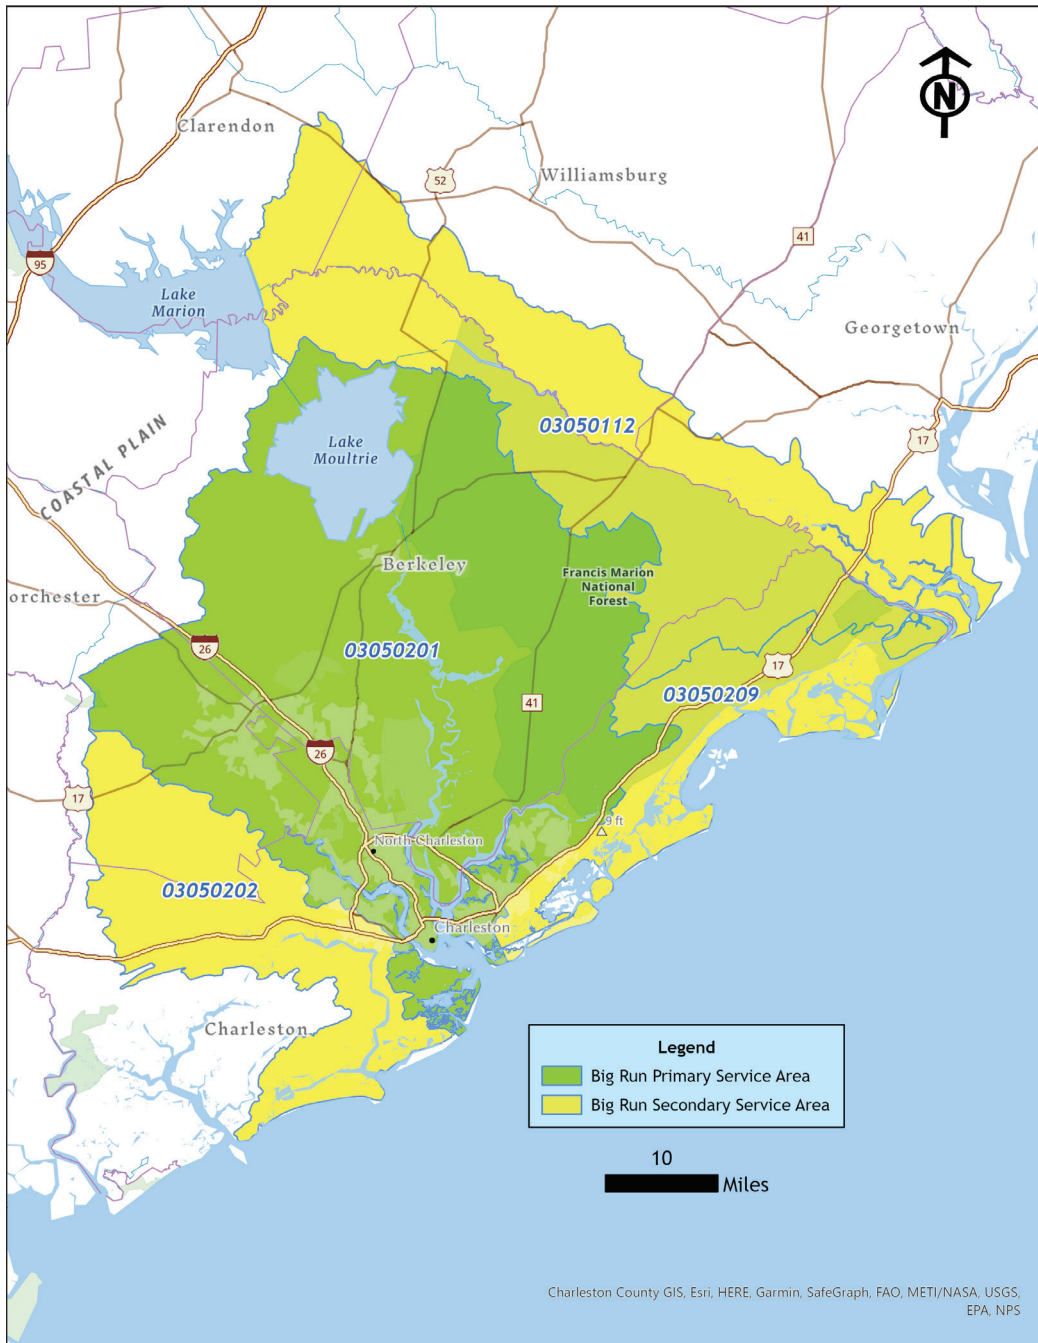 N
Clarendon
Williamsburg
52
41
95
Lake
Marion
Georgetown
COASTAL PLAIN
03050112
17
Lake
Moultrie
Berkeley
Francis Marion
National
Forest
orchester
26
03050201
17
03050209
41
26
17
9 ft
North Charleston
03050202
Charleston
Charleston
Legend
Big Run Primary Service Area
Big Run Secondary Service Area
10
Miles
Charleston County GIS, Esri, HERE, Garmin, SafeGraph, FAO, METI/NASA, USGS,
EPA, NPS